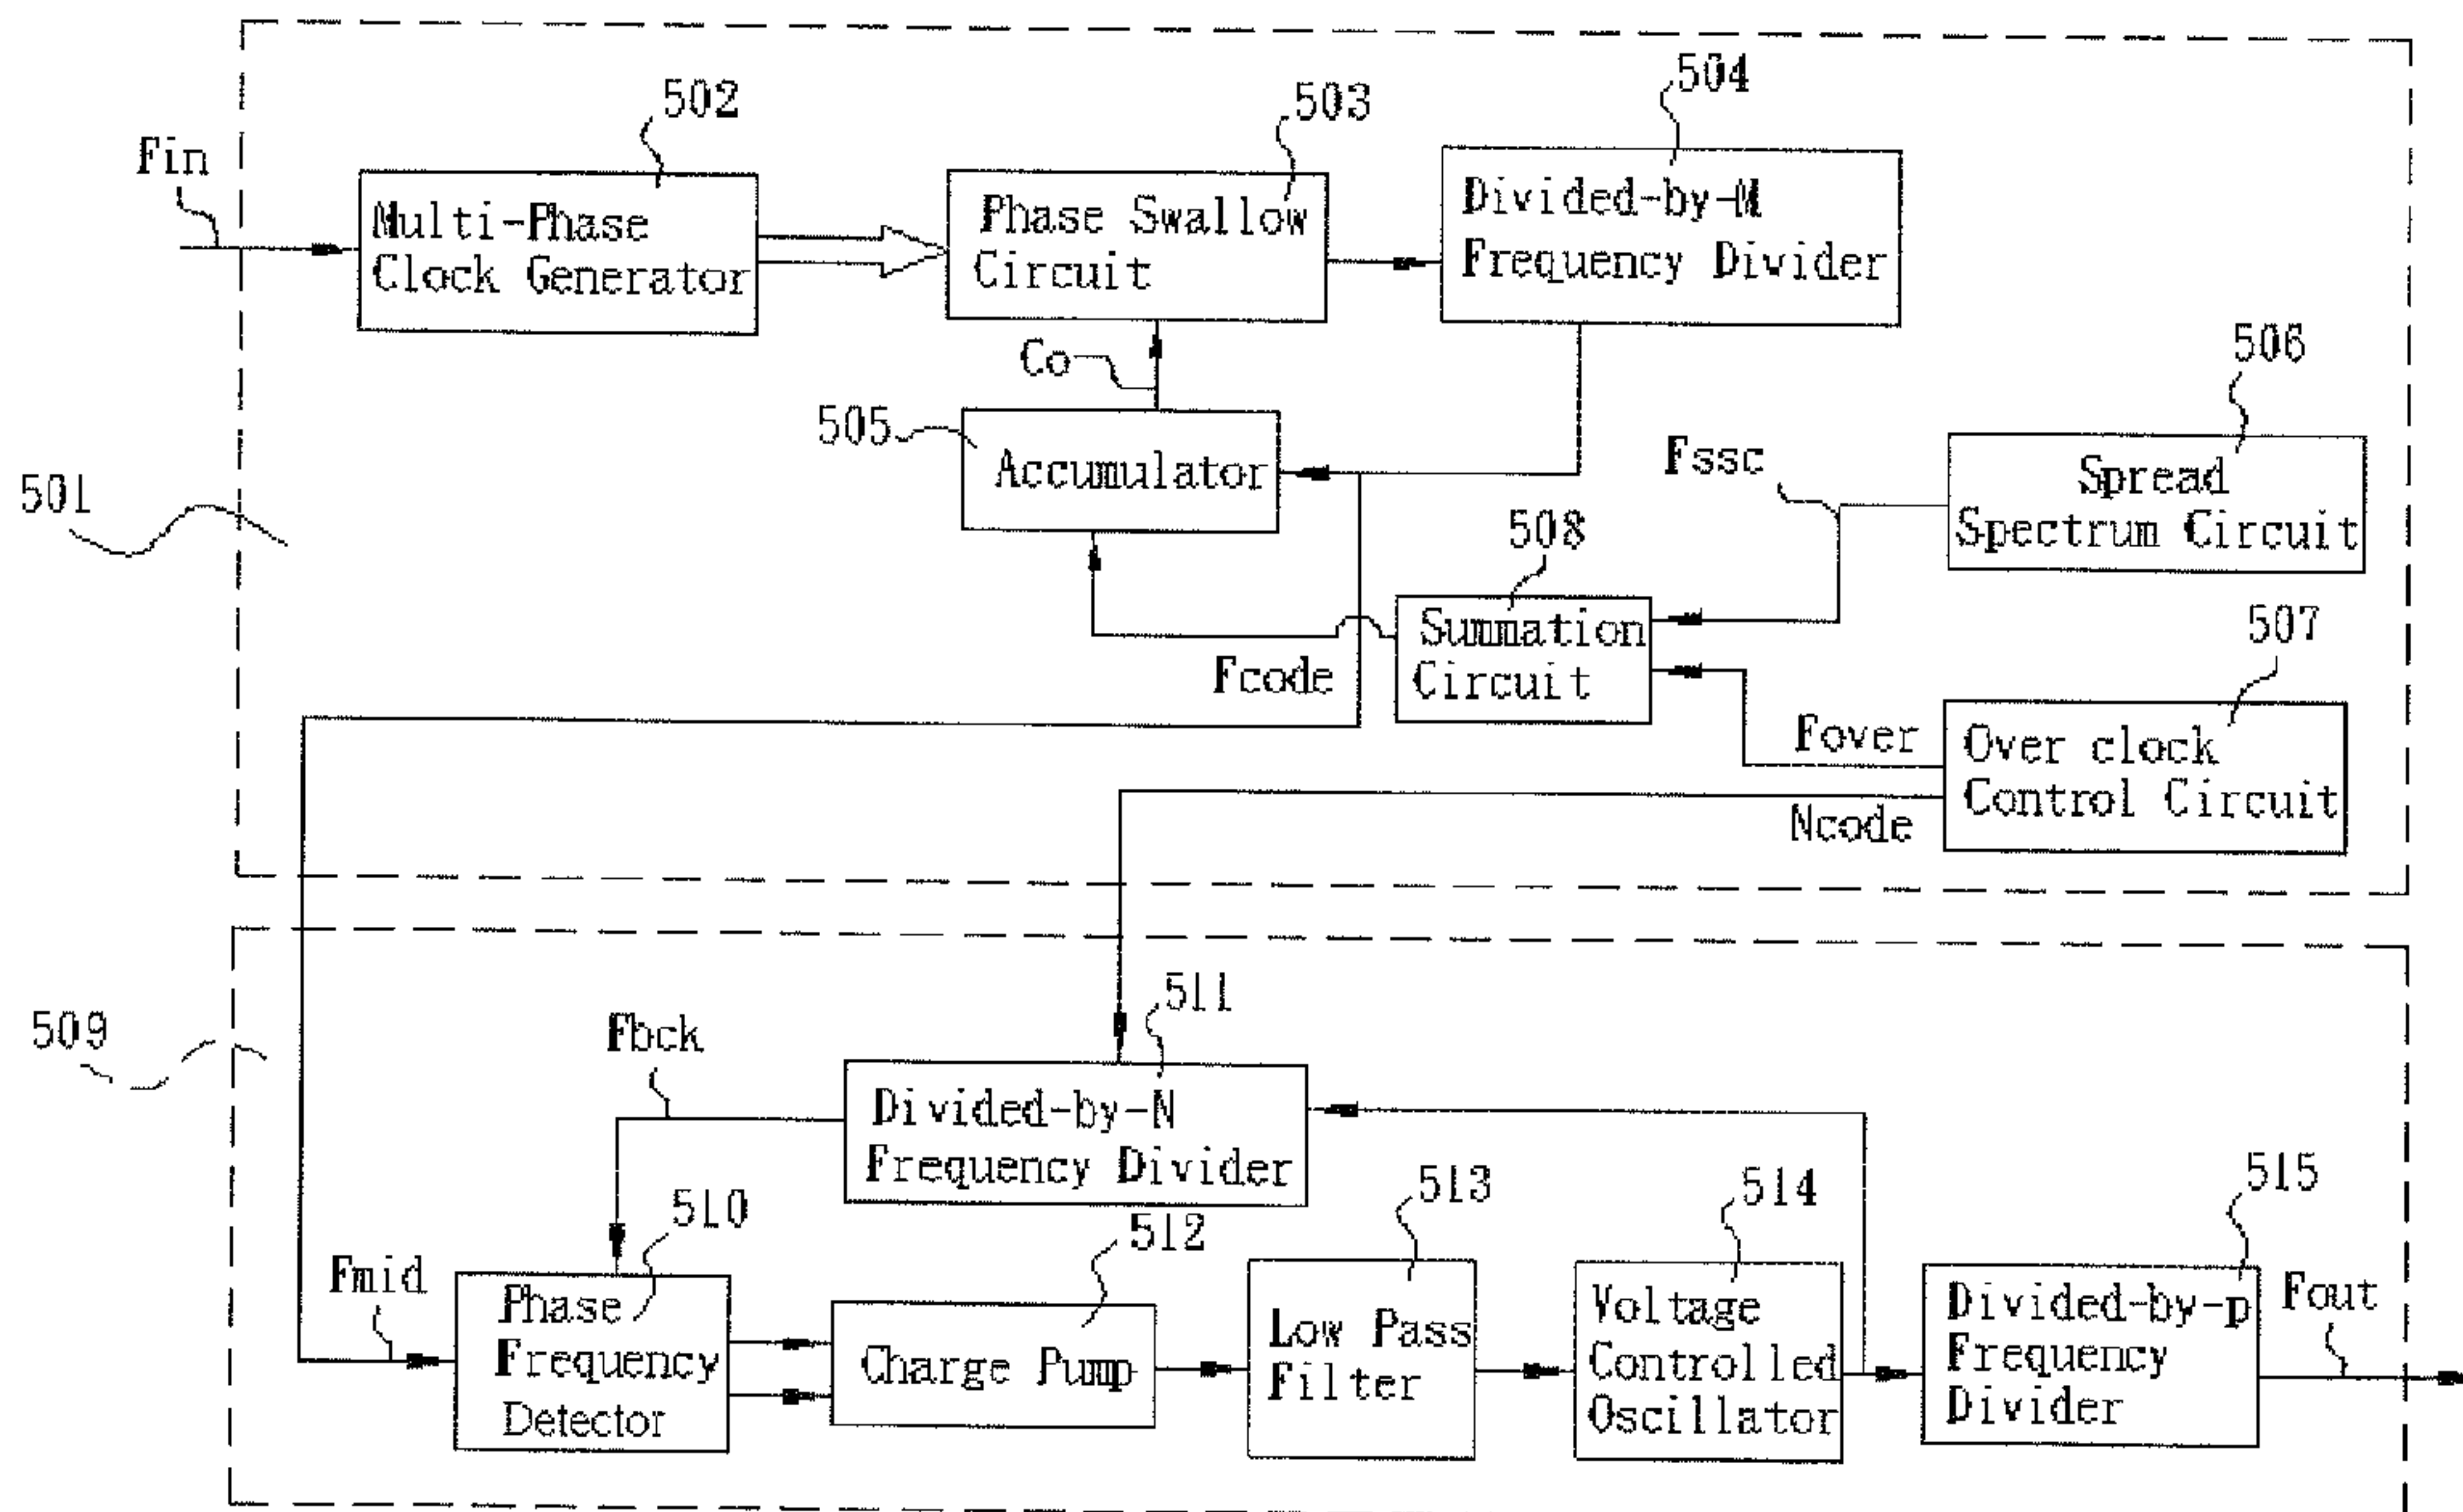 502
503
504
Fin
Multi-Phase
Clock Generator
Phase Swallow
Circuit
Divided-by-M
Frequency Divider
Co
506
505
Accumulator
Fssc
Spread
Spectrum Circuit
501
508
Summation
Circuit
507
Fcode
Fover
Over clock
Control Circuit
Ncode
509
511
Fbck
Divided-by-N
Frequency Divider
510
512
513
514
515
Fmid
Phase
Frequency
Detector
Charge Pump
Low Pass
Filter
Voltage
Controlled
Oscillator
Divided-by-p
Frequency
Divider
Fout